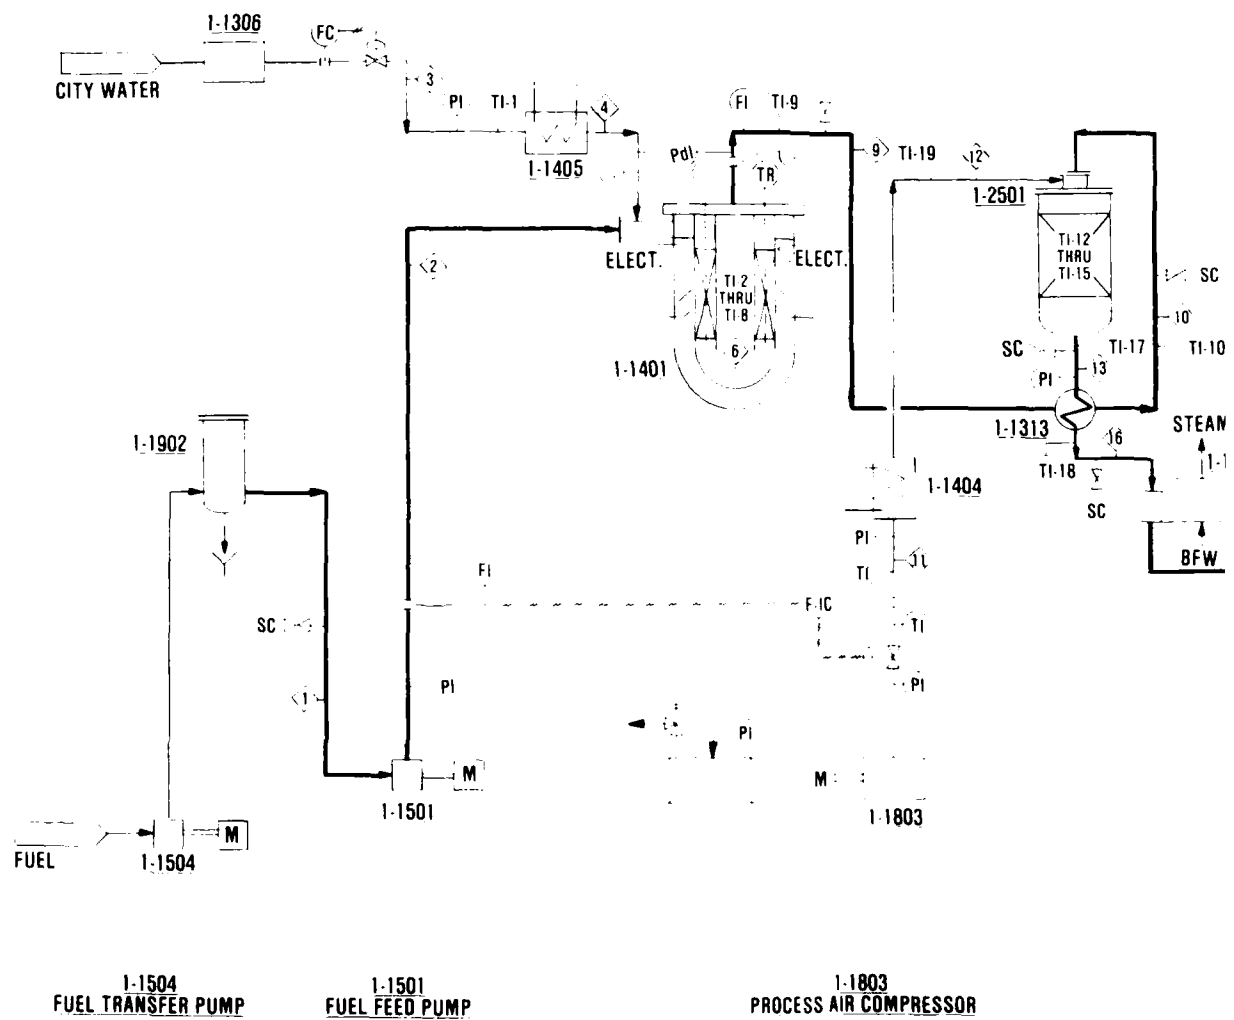 1-1306
FC
CITY WATER
3
PI
TI-1
4
1-1405
FI
TI-9
PdI
TR
9
TI-19
12
1-2501
ELECT.
ELECT.
2
TI-2
THRU
TI-8
6
1-1401
TI-12
THRU
TI-15
SC
10
SC
TI-17
TI-10
PI
13
1-1313
STEAM
16
TI-18
SC
1-1902
1-1404
PI
11
BFW
TI
FI
F-IC
TI
SC
PI
PI
1
PI
M
M
1-1501
1-1803
FUEL
M
1-1504
1-1504
FUEL TRANSFER PUMP
1-1501
FUEL FEED PUMP
1-1803
PROCESS AIR COMPRESSOR